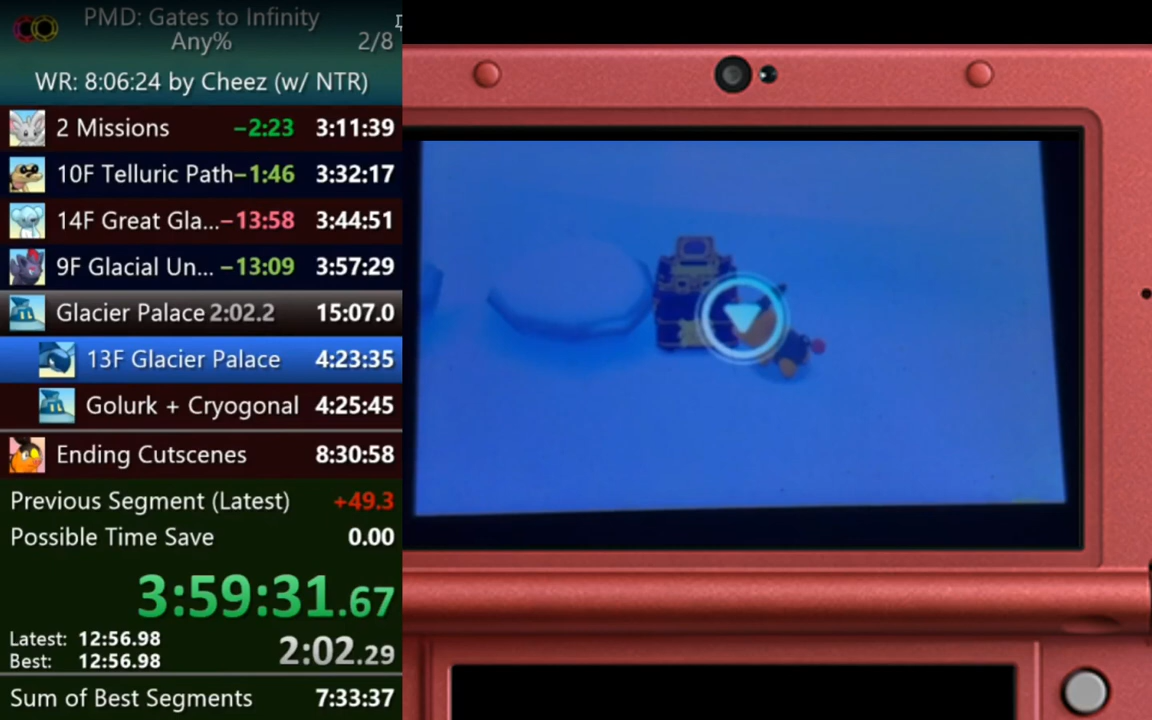 PMD: Gates to Infinity
Any% 2/8
WR: 8:06:24 by Cheez (w/ NTR)
2 Missions −2:23 3:11:39
10F Telluric Path −1:46 3:32:17
14F Great Gla... −13:58 3:44:51
9F Glacial Un... −13:09 3:57:29
Glacier Palace 2:02.2 15:07.0
13F Glacier Palace 4:23:35
Golurk + Cryogonal 4:25:45
Ending Cutscenes 8:30:58
Previous Segment (Latest) +49.3
Possible Time Save 0.00
3:59:31.67
Latest: 12:56.98
Best: 12:56.98
2:02.29
Sum of Best Segments 7:33:37